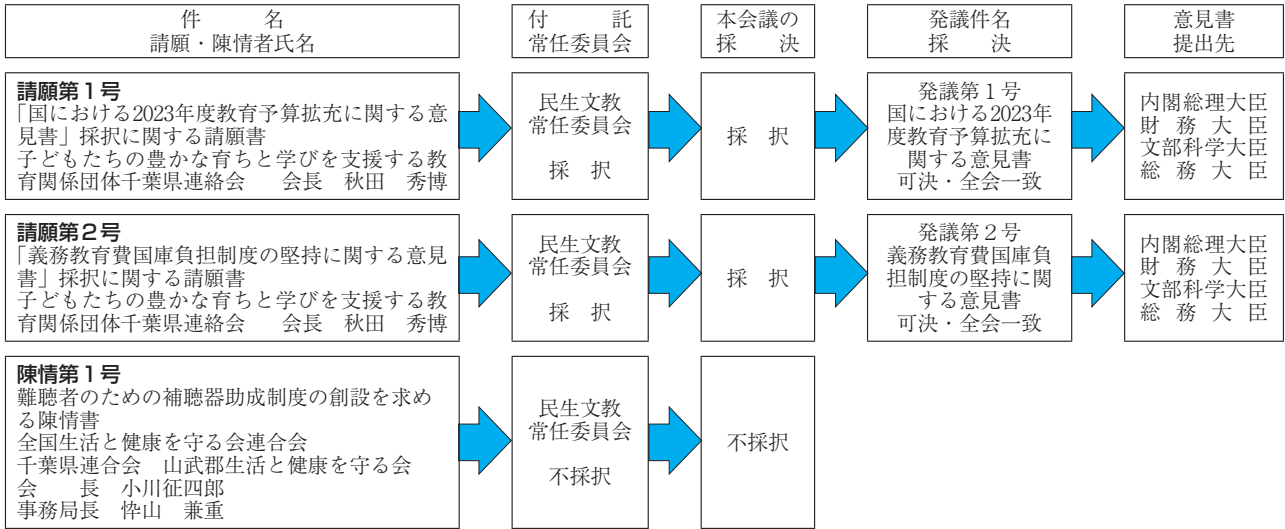 件　　　名
請願・陳情者氏名
付　　　託
常任委員会
本会議の
採　　決
発議件名
採　　決
意見書
提出先
請願第１号
「国における2023年度教育予算拡充に関する意
見書」採択に関する請願書
子どもたちの豊かな育ちと学びを支援する教
育関係団体千葉県連絡会　　会長　秋田　秀博
民生文教
常任委員会
採　択
採　択
発議第１号
国における2023年
度教育予算拡充に
関する意見書
可決・全会一致
内閣総理大臣
財　務　大　臣
文部科学大臣
総　務　大　臣
請願第２号
「義務教育費国庫負担制度の堅持に関する意見
書」採択に関する請願書
子どもたちの豊かな育ちと学びを支援する教
育関係団体千葉県連絡会　　会長　秋田　秀博
民生文教
常任委員会
採　択
採　択
発議第２号
義務教育費国庫負
担制度の堅持に関
する意見書
可決・全会一致
内閣総理大臣
財　務　大　臣
文部科学大臣
総　務　大　臣
陳情第１号
難聴者のための補聴器助成制度の創設を求め
る陳情書
全国生活と健康を守る会連合会
千葉県連合会　山武郡生活と健康を守る会
会　　長　小川征四郎
事務局長　忰山　兼重
民生文教
常任委員会
不採択
不採択